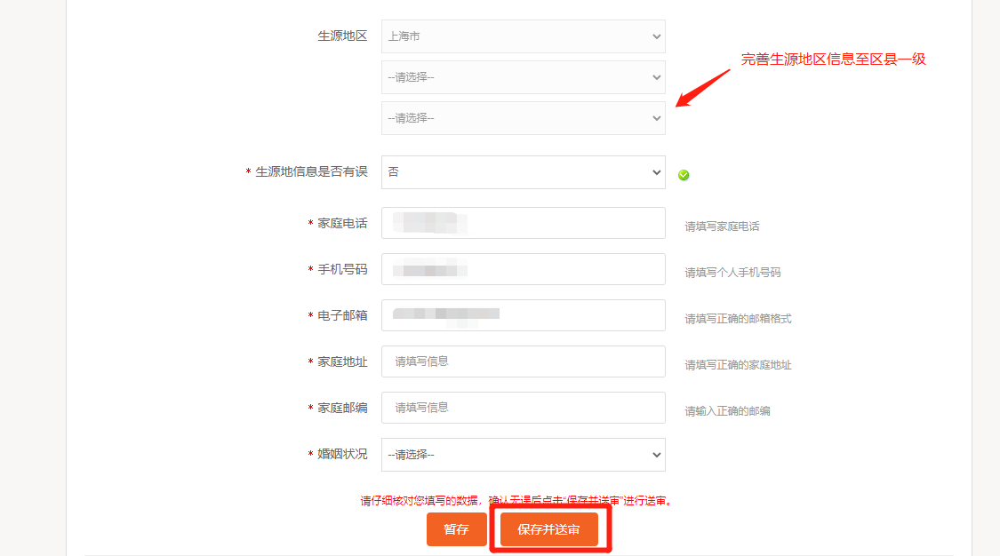 生源地区 上海市
完善生源地区信息至区县一级
--请选择--
--请选择--
* 生源地信息是否有误 否
* 家庭电话 请填写家庭电话
* 手机号码 请填写个人手机号码
* 电子邮箱 请填写正确的邮箱格式
* 家庭地址 请填写信息 请填写正确的家庭地址
* 家庭邮编 请填写信息 请输入正确的邮编
* 婚姻状况 --请选择--
请仔细核对您填写的数据，确认无误后点击"保存并送审"进行送审。
暂存 保存并送审